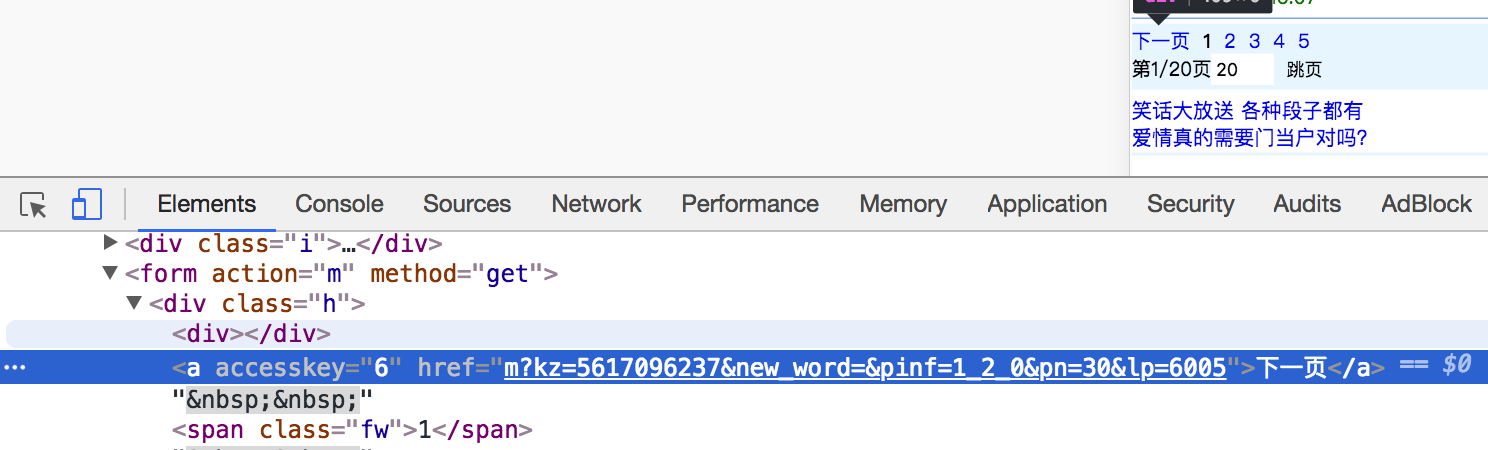 下一页 1 2 3 4 5
第1/20页 20 跳页
笑话大放送 各种段子都有
爱情真的需要门当户对吗?
Elements Console Sources Network Performance Memory Application Security Audits AdBlock
▶<div class="i">…</div>
▼<form action="m" method="get">
▼<div class="h">
<div></div>
… <a accesskey="6" href="m?kz=5617096237&new_word=&pinf=1_2_0&pn=30&lp=6005">下一页</a> == $0
"&nbsp;&nbsp;"
<span class="fw">1</span>